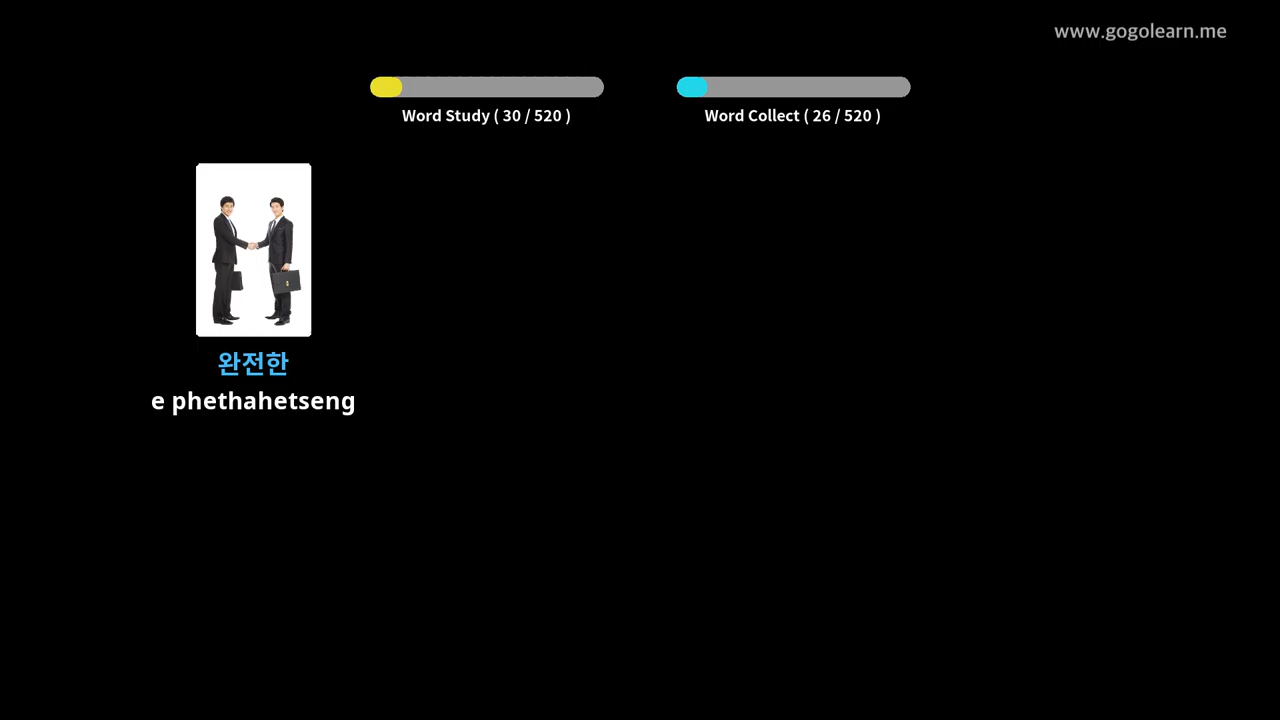 www.gogolearn.me
Word Study ( 30 / 520 )
Word Collect ( 26 / 520 )
완전한
e phethahetseng